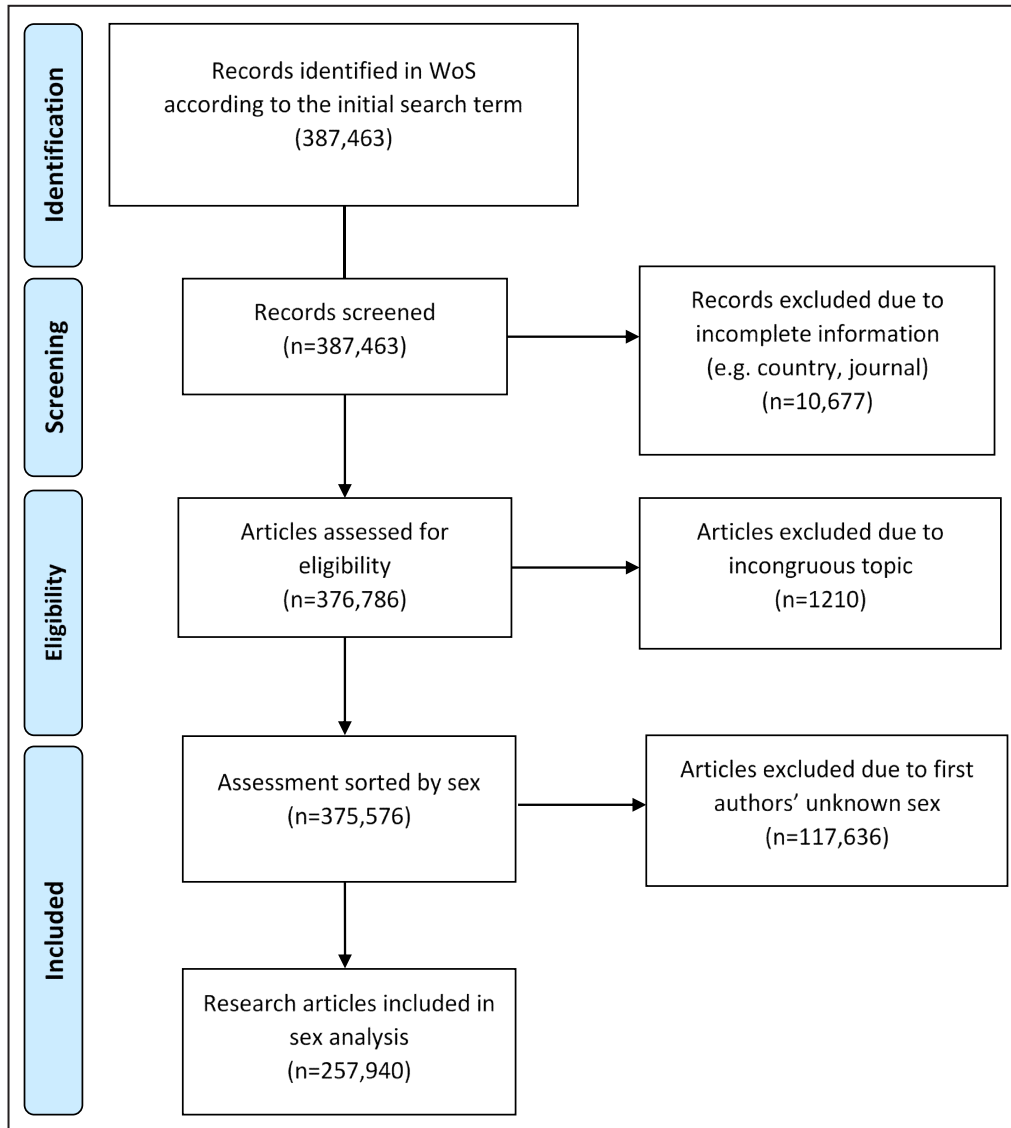 Identification
Records identified in WoS
according to the initial search term
(387,463)
Screening
Records screened
(n=387,463)
Records excluded due to
incomplete information
(e.g. country, journal)
(n=10,677)
Eligibility
Articles assessed for
eligibility
(n=376,786)
Articles excluded due to
incongruous topic
(n=1210)
Included
Assessment sorted by sex
(n=375,576)
Articles excluded due to first
authors’ unknown sex
(n=117,636)
Research articles included in
sex analysis
(n=257,940)